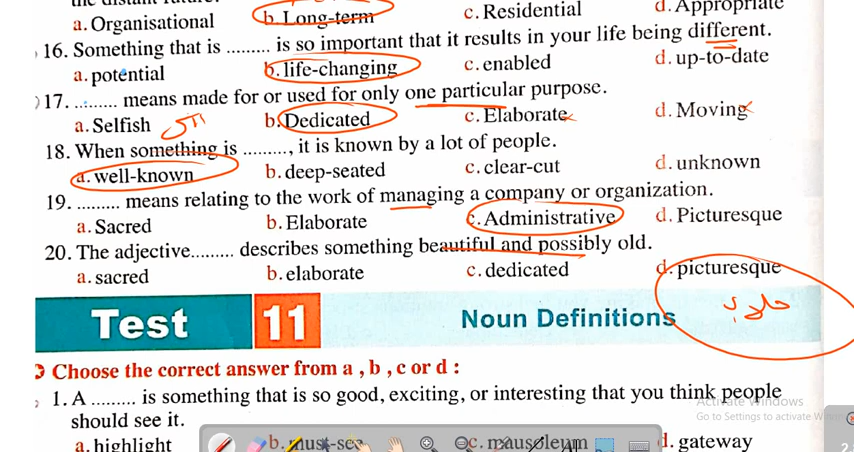 a. Organisational b. Long-term c. Residential d. Appropriate
16. Something that is ......... is so important that it results in your life being different.
a. potential b. life-changing c. enabled d. up-to-date
17. ......... means made for or used for only one particular purpose.
a. Selfish b. Dedicated c. Elaborate d. Moving
18. When something is ........., it is known by a lot of people.
a. well-known b. deep-seated c. clear-cut d. unknown
19. ......... means relating to the work of managing a company or organization.
a. Sacred b. Elaborate c. Administrative d. Picturesque
20. The adjective......... describes something beautiful and possibly old.
a. sacred b. elaborate c. dedicated d. picturesque
Test 11 Noun Definitions
Choose the correct answer from a , b , c or d :
1. A ......... is something that is so good, exciting, or interesting that you think people
should see it.
Activate Windows
Go to Settings to activate
a. highlight b. must-see c. mausoleum d. gateway